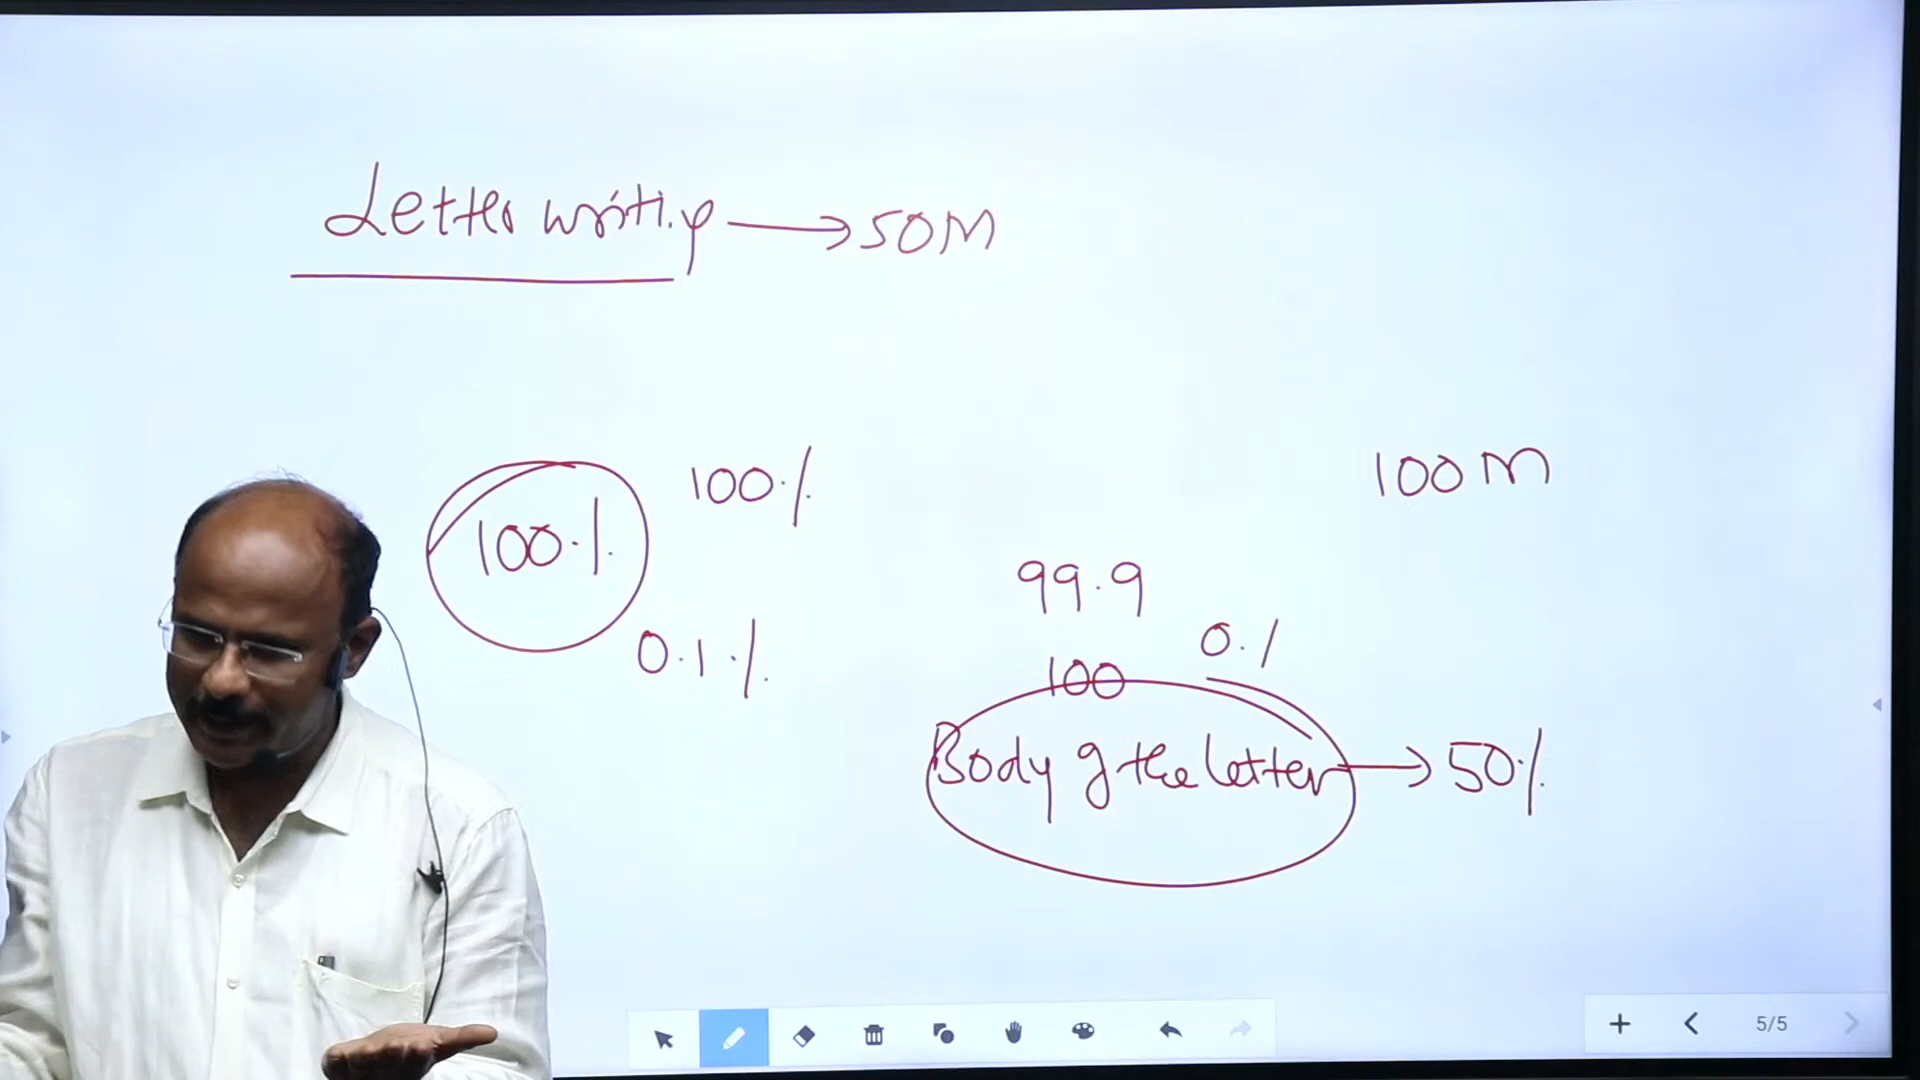 Letter writing → 50M
100%
100%
0.1%
100 M
99.9
0.1
100
Body of the letter → 50%
5/5